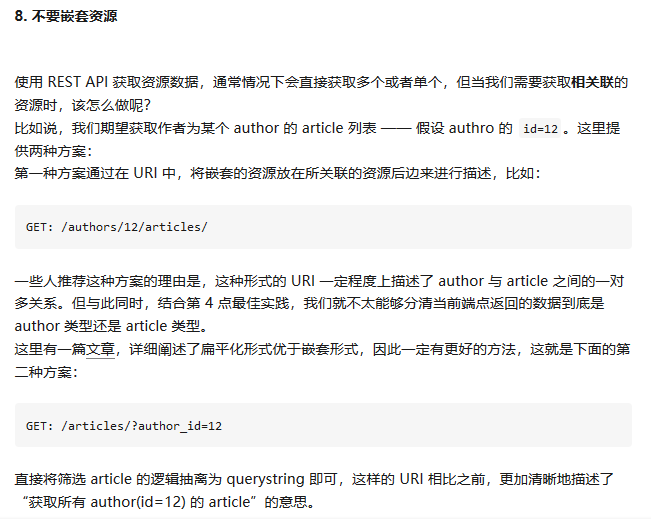 8. 不要嵌套资源
使用 REST API 获取资源数据，通常情况下会直接获取多个或者单个，但当我们需要获取相关联的
资源时，该怎么做呢?
比如说，我们期望获取作者为某个 author 的 article 列表 —— 假设 authro 的 id=12 。这里提
供两种方案：
第一种方案通过在 URI 中，将嵌套的资源放在所关联的资源后边来进行描述，比如：
GET: /authors/12/articles/
一些人推荐这种方案的理由是，这种形式的 URI 一定程度上描述了 author 与 article 之间的一对
多关系。但与此同时，结合第 4 点最佳实践，我们就不太能够分清当前端点返回的数据到底是
author 类型还是 article 类型。
这里有一篇文章，详细阐述了扁平化形式优于嵌套形式，因此一定有更好的方法，这就是下面的第
二种方案：
GET: /articles/?author_id=12
直接将筛选 article 的逻辑抽离为 querystring 即可，这样的 URI 相比之前，更加清晰地描述了
“获取所有 author(id=12) 的 article”的意思。